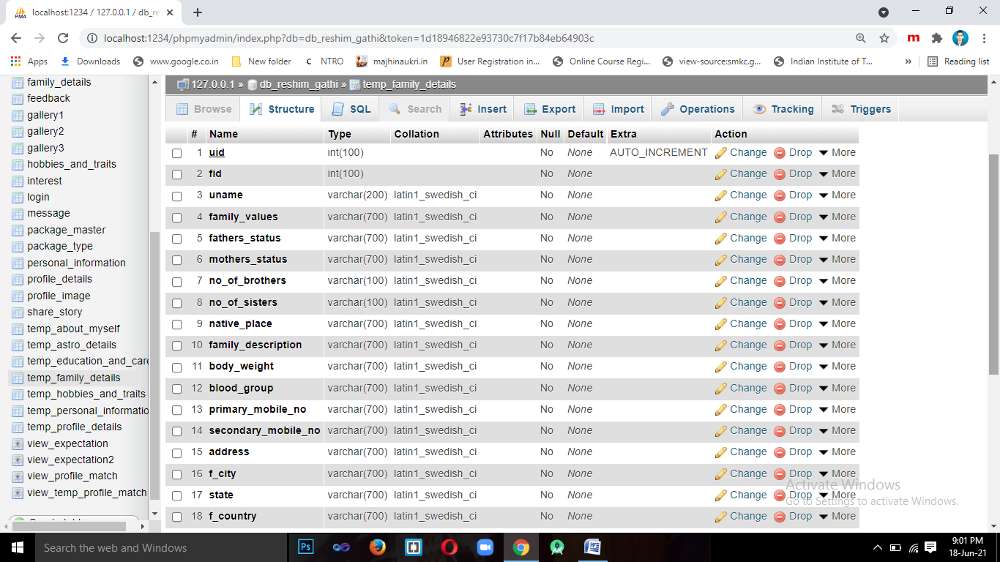 localhost:1234 / 127.0.0.1 / db_re
localhost:1234/phpmyadmin/index.php?db=db_reshim_gathi&token=1d18946822e93730c7f17b84eb64903c
Apps Downloads www.google.co.in New folder NTRO majhinaukri.in User Registration in... Online Course Regi... view-source:smkc.g... Indian Institute of T... » Reading list
family_details
feedback
gallery1
gallery2
gallery3
hobbies_and_traits
interest
login
message
package_master
package_type
personal_information
profile_details
profile_image
share_story
temp_about_myself
temp_astro_details
temp_education_and_care
temp_family_details
temp_hobbies_and_traits
temp_personal_informatio
temp_profile_details
view_expectation
view_expectation2
view_profile_match
view_temp_profile_match
127.0.0.1 » db_reshim_gathi » temp_family_details
Browse Structure SQL Search Insert Export Import Operations Tracking Triggers
# Name Type Collation Attributes Null Default Extra Action
1 uid int(100) No None AUTO_INCREMENT Change Drop More
2 fid int(100) No None Change Drop More
3 uname varchar(200) latin1_swedish_ci No None Change Drop More
4 family_values varchar(700) latin1_swedish_ci No None Change Drop More
5 fathers_status varchar(700) latin1_swedish_ci No None Change Drop More
6 mothers_status varchar(700) latin1_swedish_ci No None Change Drop More
7 no_of_brothers varchar(100) latin1_swedish_ci No None Change Drop More
8 no_of_sisters varchar(100) latin1_swedish_ci No None Change Drop More
9 native_place varchar(700) latin1_swedish_ci No None Change Drop More
10 family_description varchar(700) latin1_swedish_ci No None Change Drop More
11 body_weight varchar(700) latin1_swedish_ci No None Change Drop More
12 blood_group varchar(700) latin1_swedish_ci No None Change Drop More
13 primary_mobile_no varchar(700) latin1_swedish_ci No None Change Drop More
14 secondary_mobile_no varchar(700) latin1_swedish_ci No None Change Drop More
15 address varchar(700) latin1_swedish_ci No None Change Drop More
16 f_city varchar(700) latin1_swedish_ci No None Change Drop More
17 state varchar(700) latin1_swedish_ci No None Change Drop More
18 f_country varchar(700) latin1_swedish_ci No None Change Drop More
Activate Windows
Go to Settings to activate Windows.
Search the web and Windows
9:01 PM
18-Jun-21